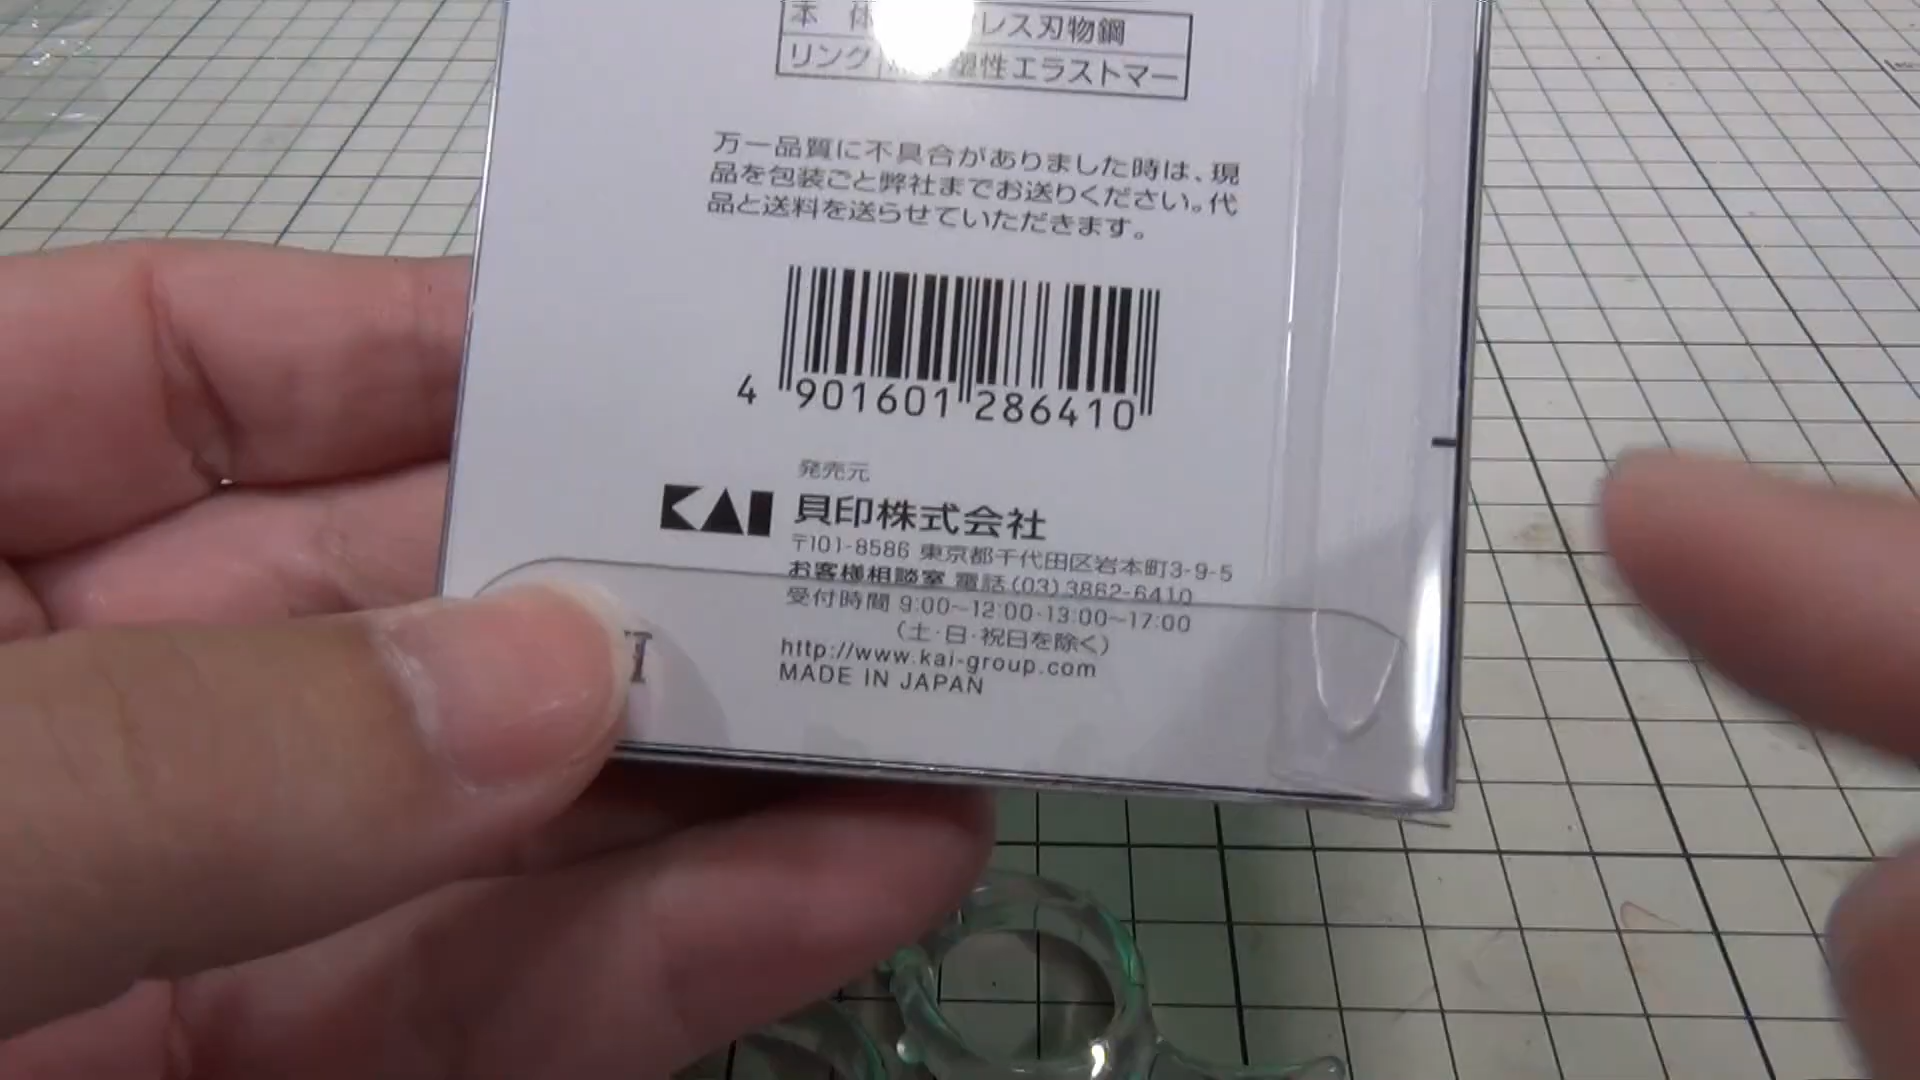 本 体 レス刃物鋼
リング 塑性エラストマー
万一品質に不具合がありました時は、現
品を包装ごと弊社までお送りください。代
品と送料を送らせていただきます。
4 901601 286410
発売元
KAI 貝印株式会社
〒101-8586 東京都千代田区岩本町3-9-5
お客様相談室 電話(03)3862-6410
受付時間 9:00~12:00・13:00~17:00
(土・日・祝日を除く)
http://www.kai-group.com
MADE IN JAPAN